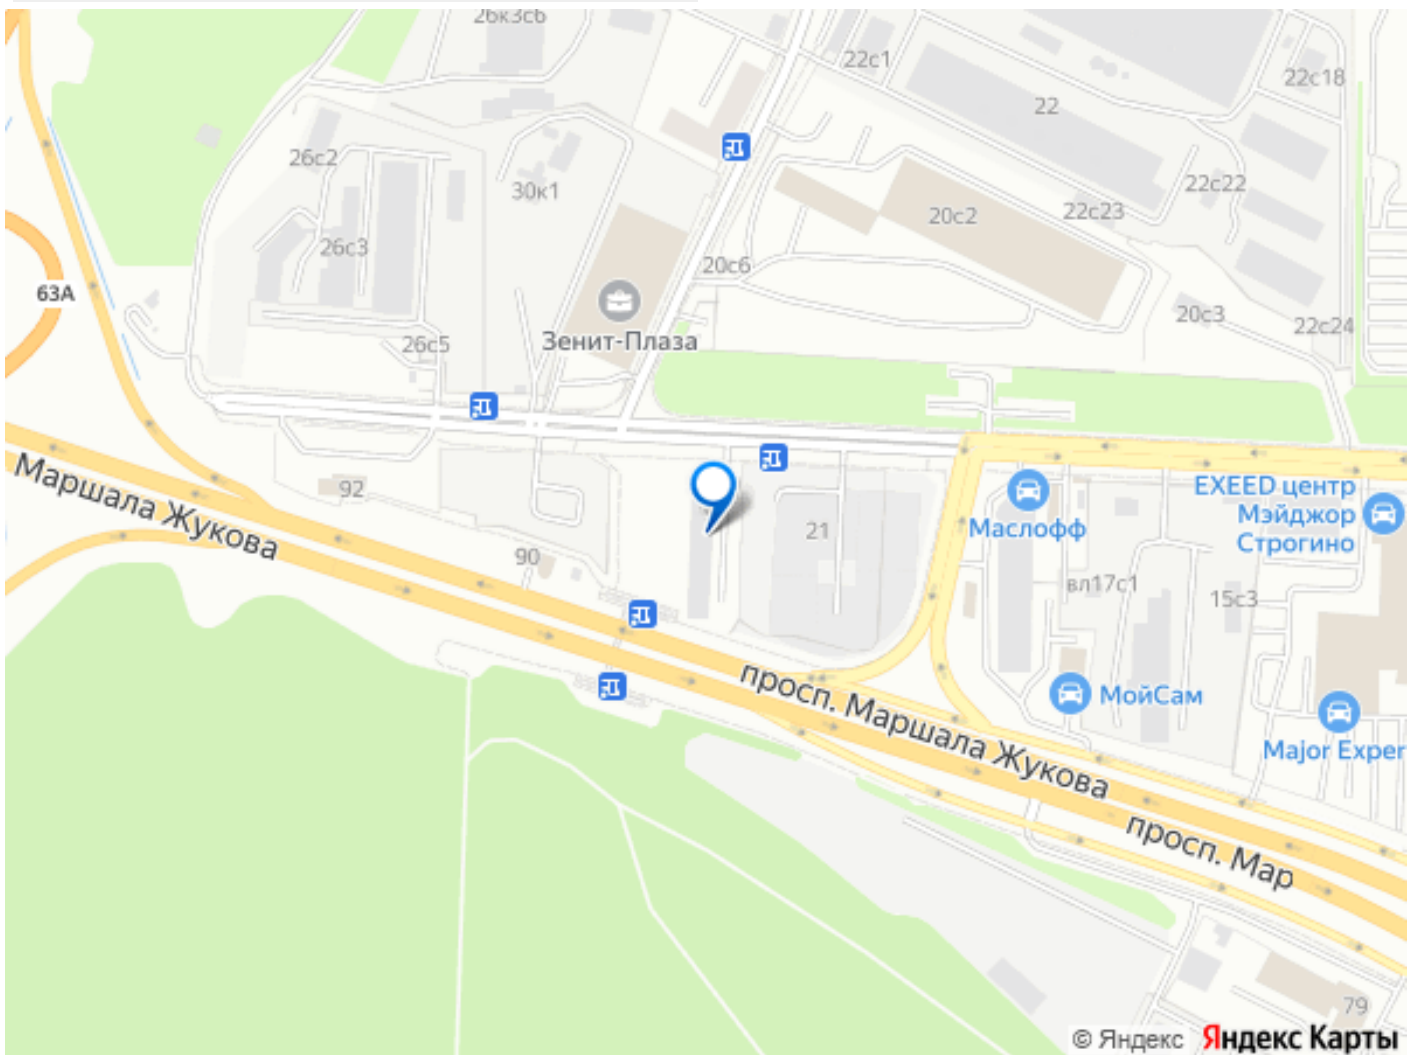 26к3с6
22с1
22с18
22
26с2
30к1
22с22
20с2
22с23
26с3
20с6
63А
20с3
22с24
Зенит-Плаза
26с5
92
Маршала Жукова
EXEED центр
Мэйджор
Строгино
Маслофф
21
90
вл17с1
15с3
просп. Маршала Жукова
МойСам
Major Exper
просп. Мар
79
© Яндекс Яндекс Карты